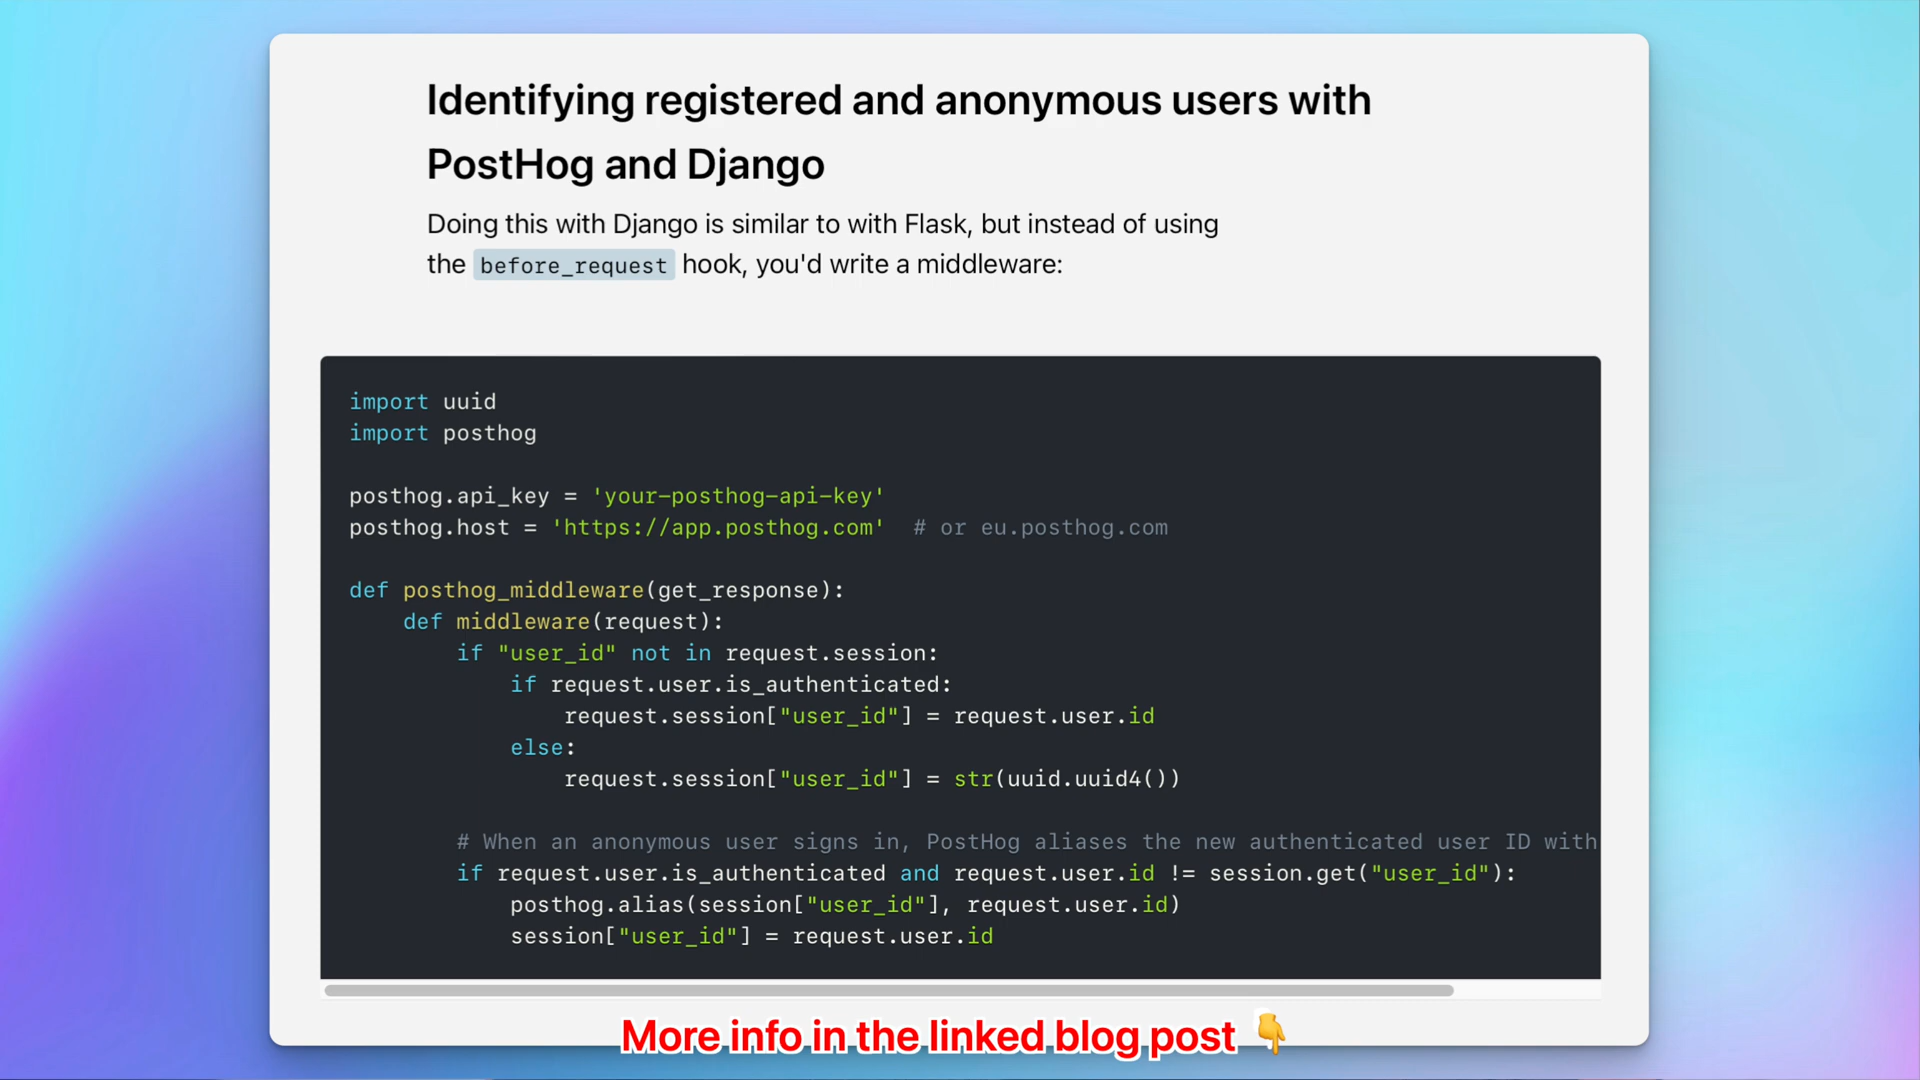 Identifying registered and anonymous users with
PostHog and Django
Doing this with Django is similar to with Flask, but instead of using
the before_request hook, you'd write a middleware:
import uuid
import posthog
posthog.api_key = 'your-posthog-api-key'
posthog.host = 'https://app.posthog.com'  # or eu.posthog.com
def posthog_middleware(get_response):
    def middleware(request):
        if "user_id" not in request.session:
            if request.user.is_authenticated:
                request.session["user_id"] = request.user.id
            else:
                request.session["user_id"] = str(uuid.uuid4())
        # When an anonymous user signs in, PostHog aliases the new authenticated user ID with
        if request.user.is_authenticated and request.user.id != session.get("user_id"):
            posthog.alias(session["user_id"], request.user.id)
            session["user_id"] = request.user.id
More info in the linked blog post 👇